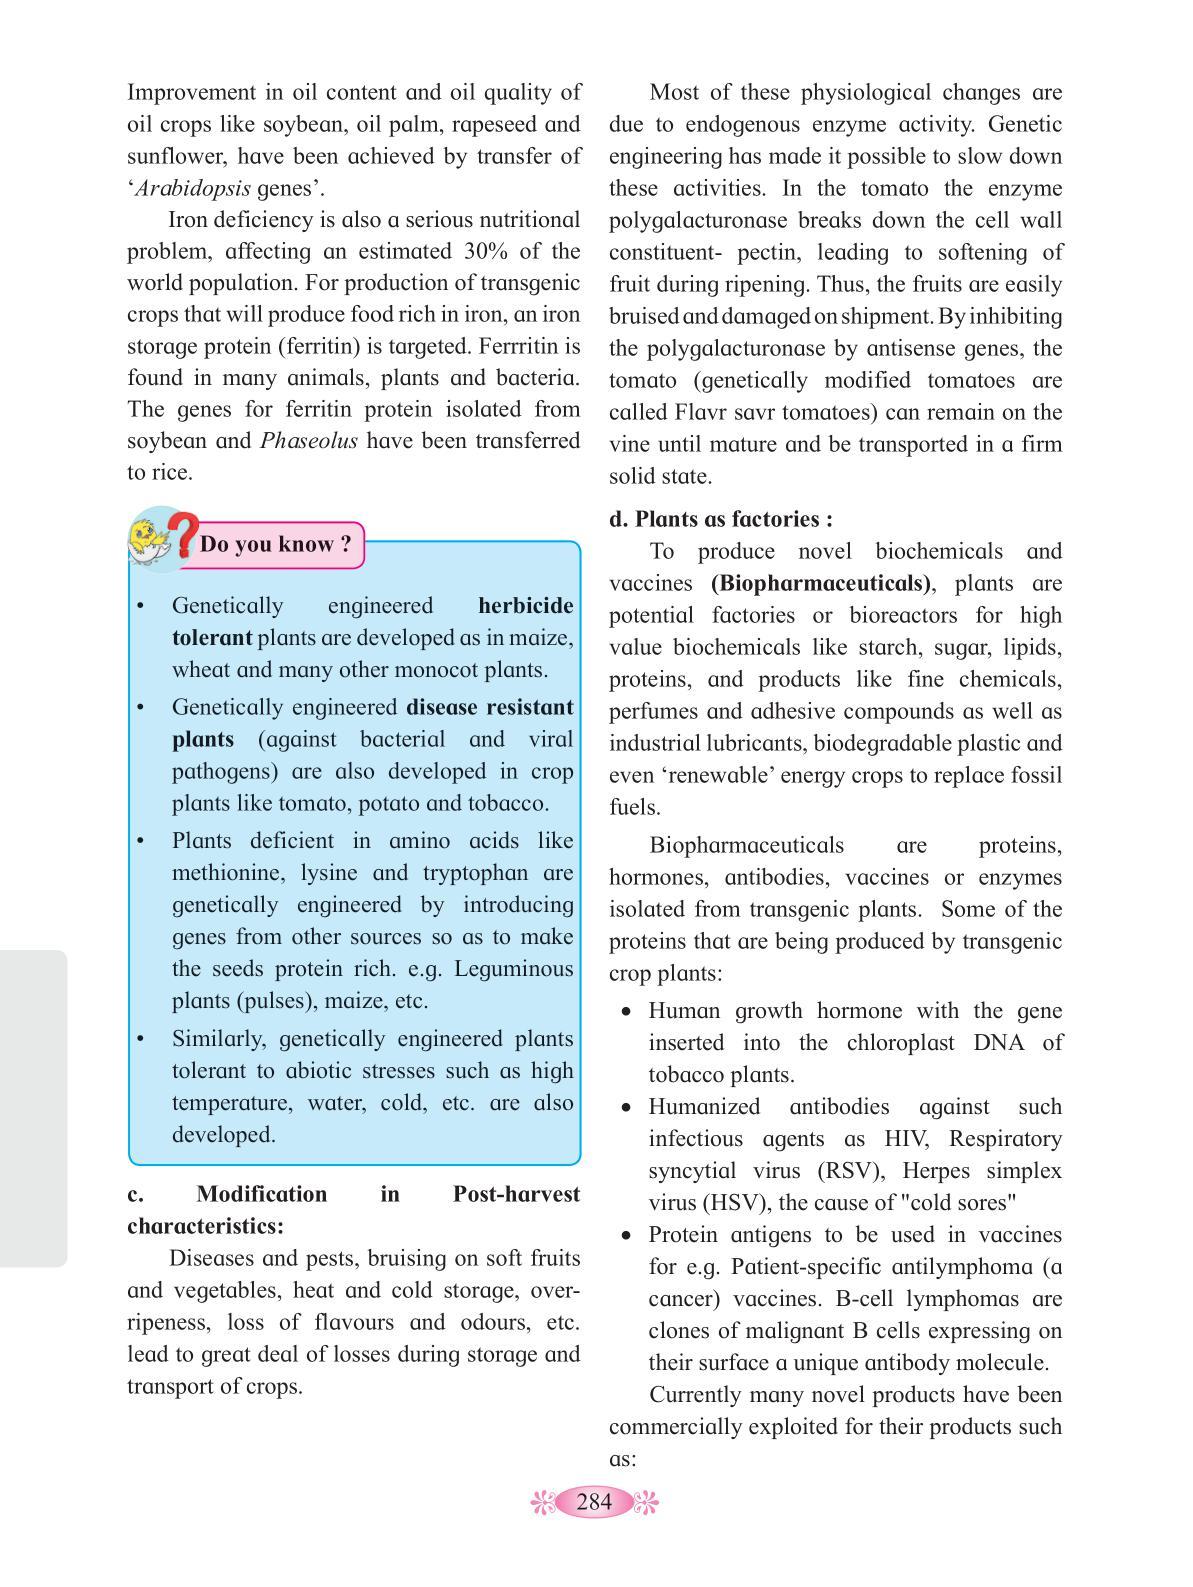 Improvement in oil content and oil quality of
oil crops like soybean, oil palm, rapeseed and
sunflower, have been achieved by transfer of
‘Arabidopsis genes’.
Iron deficiency is also a serious nutritional
problem, affecting an estimated 30% of the
world population. For production of transgenic
crops that will produce food rich in iron, an iron
storage protein (ferritin) is targeted. Ferrritin is
found in many animals, plants and bacteria.
The genes for ferritin protein isolated from
soybean and Phaseolus have been transferred
to rice.
? Do you know ?
• Genetically engineered herbicide
tolerant plants are developed as in maize,
wheat and many other monocot plants.
• Genetically engineered disease resistant
plants (against bacterial and viral
pathogens) are also developed in crop
plants like tomato, potato and tobacco.
• Plants deficient in amino acids like
methionine, lysine and tryptophan are
genetically engineered by introducing
genes from other sources so as to make
the seeds protein rich. e.g. Leguminous
plants (pulses), maize, etc.
• Similarly, genetically engineered plants
tolerant to abiotic stresses such as high
temperature, water, cold, etc. are also
developed.
c. Modification in Post-harvest
characteristics:
Diseases and pests, bruising on soft fruits
and vegetables, heat and cold storage, over-
ripeness, loss of flavours and odours, etc.
lead to great deal of losses during storage and
transport of crops.
Most of these physiological changes are
due to endogenous enzyme activity. Genetic
engineering has made it possible to slow down
these activities. In the tomato the enzyme
polygalacturonase breaks down the cell wall
constituent- pectin, leading to softening of
fruit during ripening. Thus, the fruits are easily
bruised and damaged on shipment. By inhibiting
the polygalacturonase by antisense genes, the
tomato (genetically modified tomatoes are
called Flavr savr tomatoes) can remain on the
vine until mature and be transported in a firm
solid state.
d. Plants as factories :
To produce novel biochemicals and
vaccines (Biopharmaceuticals), plants are
potential factories or bioreactors for high
value biochemicals like starch, sugar, lipids,
proteins, and products like fine chemicals,
perfumes and adhesive compounds as well as
industrial lubricants, biodegradable plastic and
even ‘renewable’ energy crops to replace fossil
fuels.
Biopharmaceuticals are proteins,
hormones, antibodies, vaccines or enzymes
isolated from transgenic plants. Some of the
proteins that are being produced by transgenic
crop plants:
• Human growth hormone with the gene
inserted into the chloroplast DNA of
tobacco plants.
• Humanized antibodies against such
infectious agents as HIV, Respiratory
syncytial virus (RSV), Herpes simplex
virus (HSV), the cause of "cold sores"
• Protein antigens to be used in vaccines
for e.g. Patient-specific antilymphoma (a
cancer) vaccines. B-cell lymphomas are
clones of malignant B cells expressing on
their surface a unique antibody molecule.
Currently many novel products have been
commercially exploited for their products such
as:
284